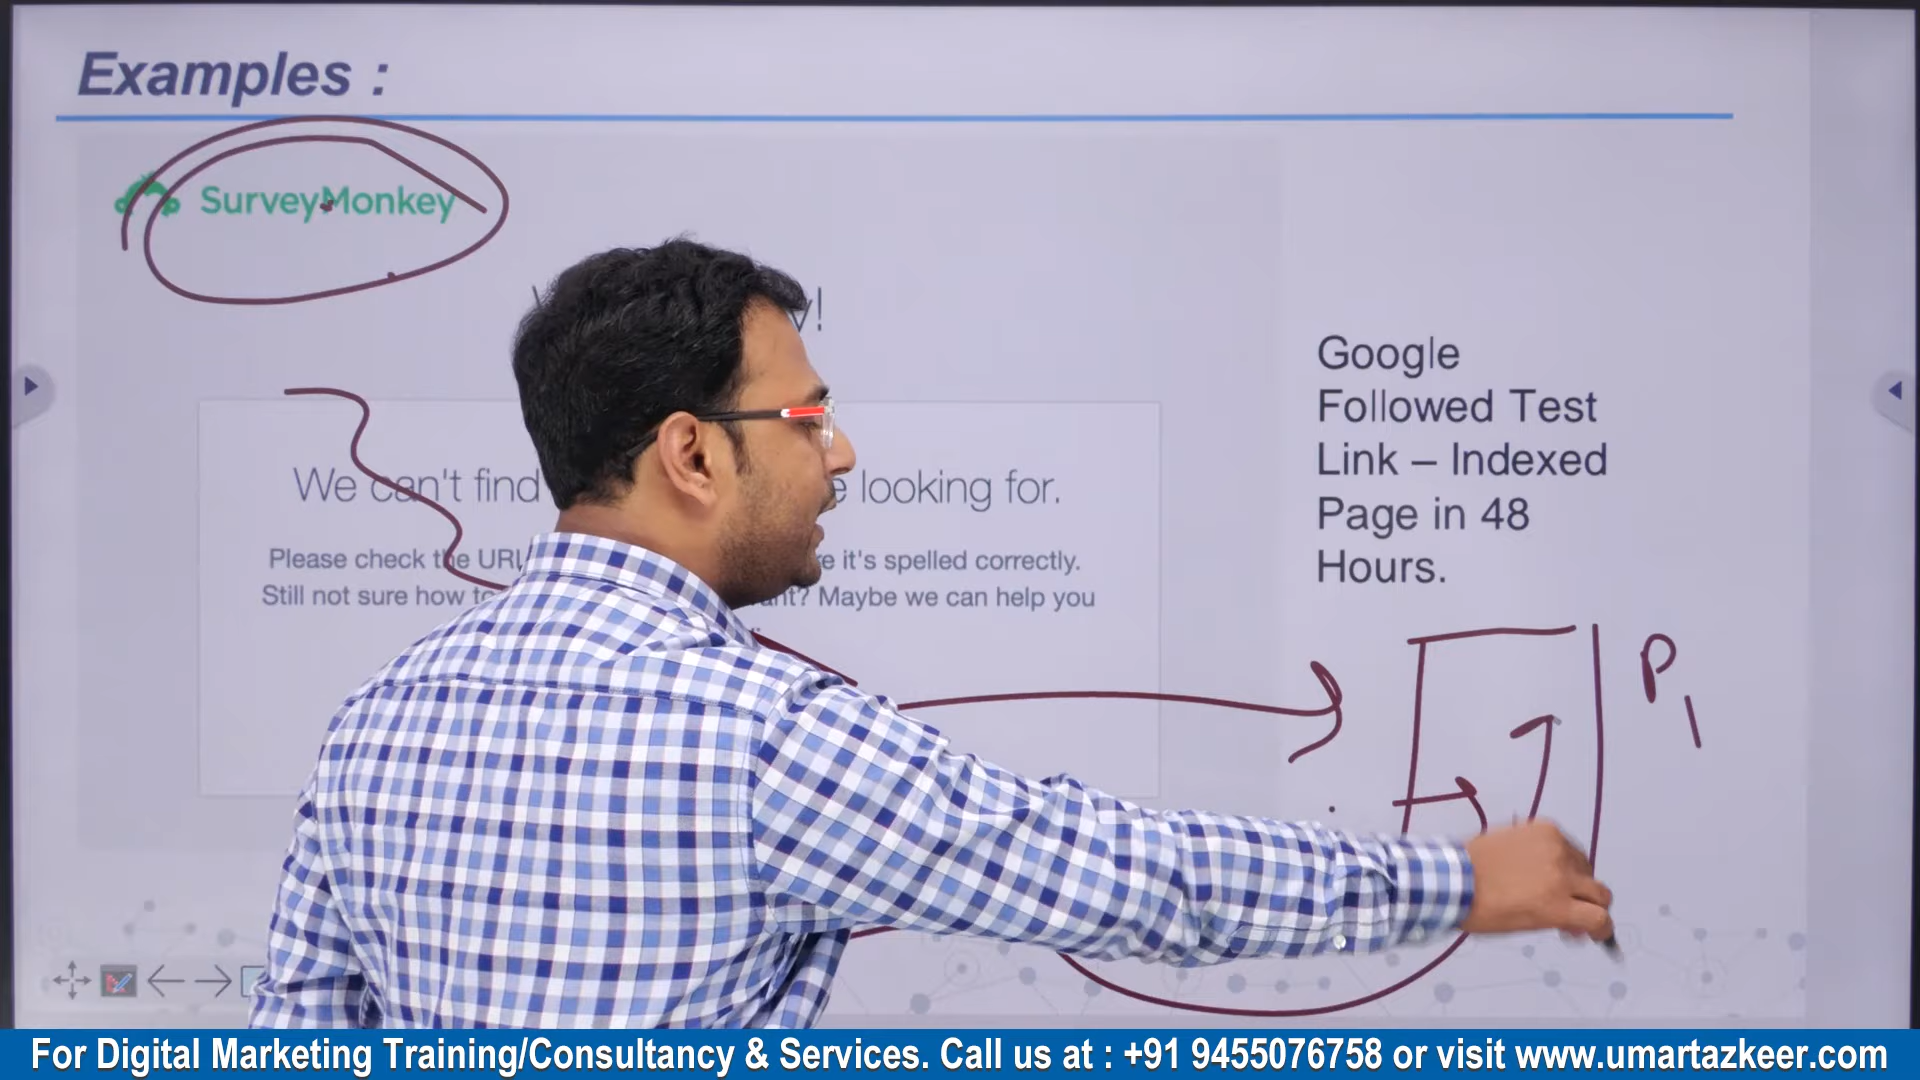 Examples :
SurveyMonkey
y!
We can't find
e looking for.
Please check the URL
e it's spelled correctly.
Still not sure how to
ant? Maybe we can help you
Google
Followed Test
Link – Indexed
Page in 48
Hours.
P1
For Digital Marketing Training/Consultancy & Services. Call us at : +91 9455076758 or visit www.umartazkeer.com